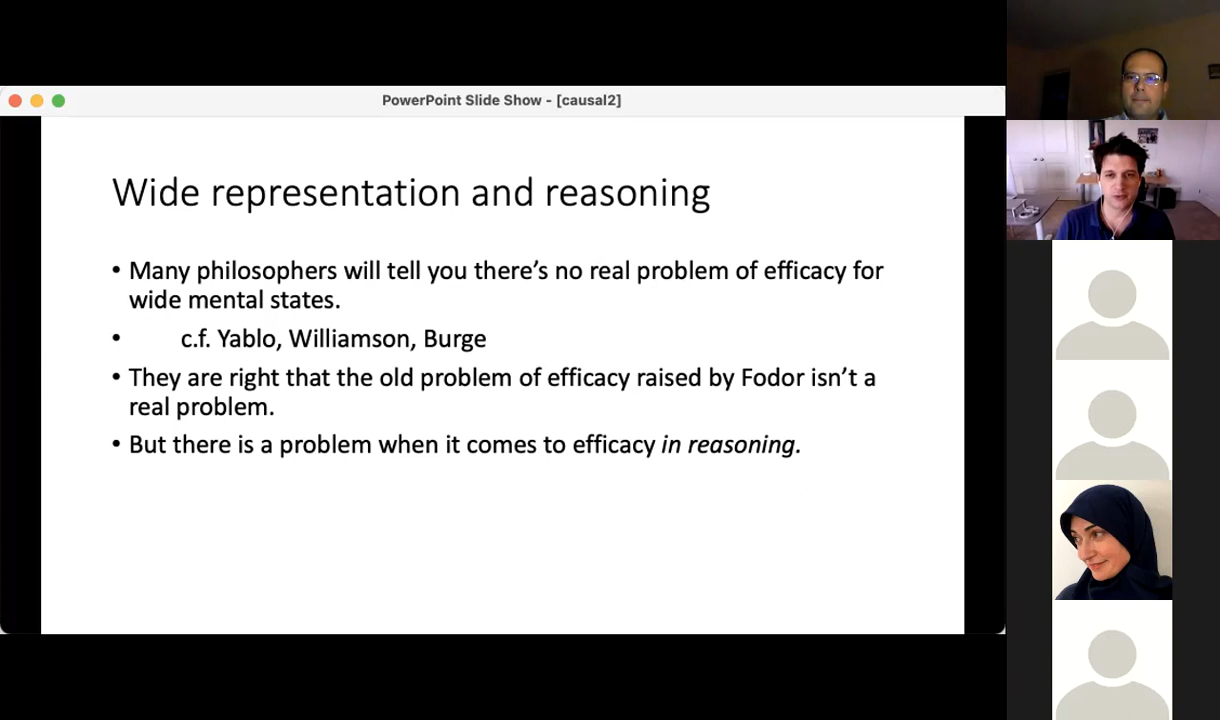 PowerPoint Slide Show - [causal2]
Wide representation and reasoning
• Many philosophers will tell you there’s no real problem of efficacy for
wide mental states.
• c.f. Yablo, Williamson, Burge
• They are right that the old problem of efficacy raised by Fodor isn’t a
real problem.
• But there is a problem when it comes to efficacy in reasoning.